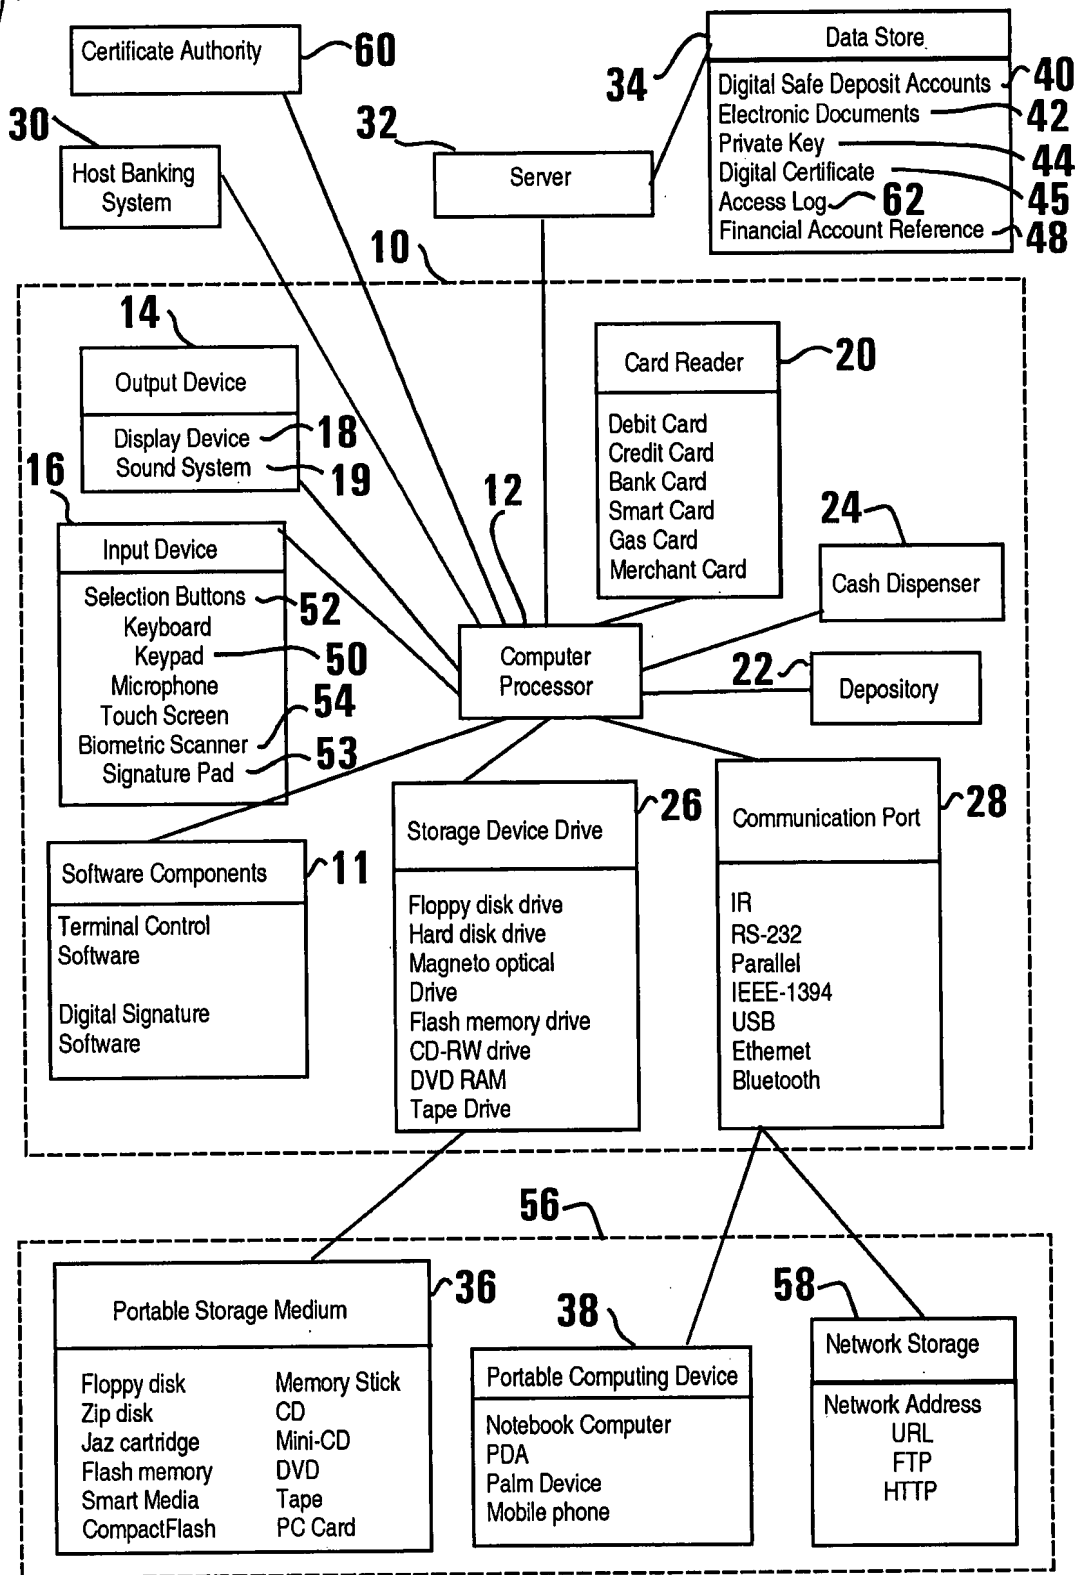 Certificate Authority
60
34
Data Store
Digital Safe Deposit Accounts
40
Electronic Documents
42
Private Key
44
Digital Certificate
45
Access Log
62
Financial Account Reference
48
30
Host Banking
System
32
Server
10
14
Output Device
Display Device
18
Sound System
19
Card Reader
20
Debit Card
Credit Card
Bank Card
Smart Card
Gas Card
Merchant Card
16
Input Device
Selection Buttons
52
Keyboard
Keypad
50
Microphone
Touch Screen
54
Biometric Scanner
53
Signature Pad
12
Computer
Processor
24
Cash Dispenser
22
Depository
Software Components
11
Terminal Control
Software
Digital Signature
Software
Storage Device Drive
26
Floppy disk drive
Hard disk drive
Magneto optical
Drive
Flash memory drive
CD-RW drive
DVD RAM
Tape Drive
Communication Port
28
IR
RS-232
Parallel
IEEE-1394
USB
Ethernet
Bluetooth
56
Portable Storage Medium
36
Floppy disk
Memory Stick
Zip disk
CD
Jaz cartridge
Mini-CD
Flash memory
DVD
Smart Media
Tape
CompactFlash
PC Card
38
Portable Computing Device
Notebook Computer
PDA
Palm Device
Mobile phone
58
Network Storage
Network Address
URL
FTP
HTTP